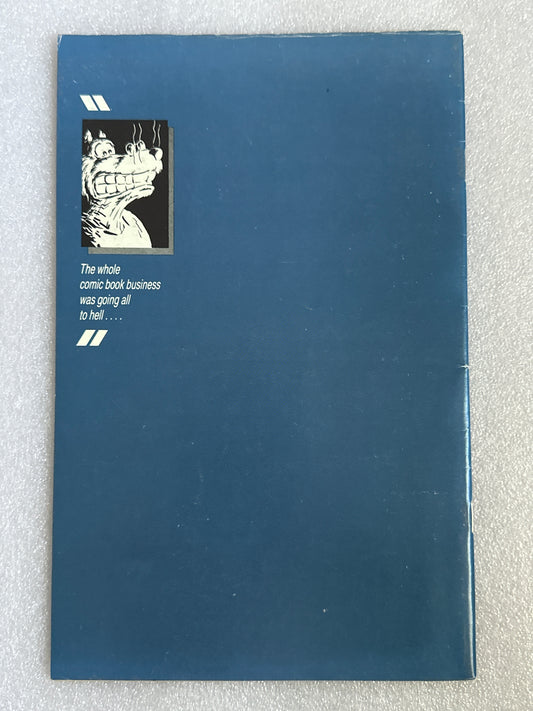 The whole
comic book business
was going all
to hell . . . .